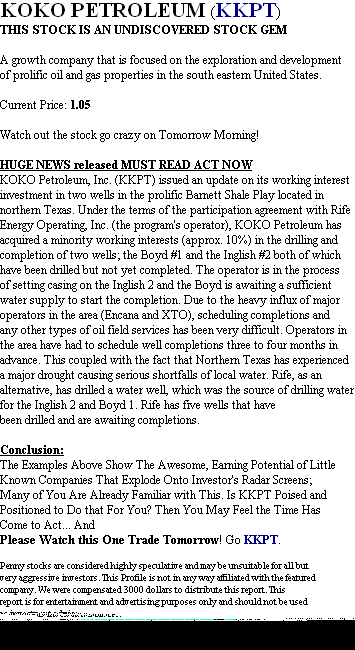 KOKO PETROLEUM (KKPT)
THIS STOCK IS AN UNDISCOVERED STOCK GEM
A growth company that is focused on the exploration and development
of prolific oil and gas properties in the south eastern United States.
Current Price: 1.05
Watch out the stock go crazy on Tomorrow Morning!
HUGE NEWS released MUST READ ACT NOW
KOKO Petroleum, Inc. (KKPT) issued an update on its working interest
investment in two wells in the prolific Barnett Shale Play located in
northern Texas. Under the terms of the participation agreement with Rife
Energy Operating, Inc. (the program's operator), KOKO Petroleum has
acquired a minority working interests (approx. 10%) in the drilling and
completion of two wells; the Boyd #1 and the Inglish #2 both of which
have been drilled but not yet completed. The operator is in the process
of setting casing on the Inglish 2 and the Boyd is awaiting a sufficient
water supply to start the completion. Due to the heavy influx of major
operators in the area (Encana and XTO), scheduling completions and
any other types of oil field services has been very difficult. Operators in
the area have had to schedule well completions three to four months in
advance. This coupled with the fact that Northern Texas has experienced
a major drought causing serious shortfalls of local water. Rife, as an
alternative, has drilled a water well, which was the source of drilling water
for the Inglish 2 and Boyd 1. Rife has five wells that have
been drilled and are awaiting completions.
Conclusion:
The Examples Above Show The Awesome, Earning Potential of Little
Known Companies That Explode Onto Investor's Radar Screens;
Many of You Are Already Familiar with This. Is KKPT Poised and
Positioned to Do that For You? Then You May Feel the Time Has
Come to Act... And
Please Watch this One Trade Tomorrow! Go KKPT.
Penny stocks are considered highly speculative and may be unsuitable for all but
very aggressive investors. This Profile is not in any way affiliated with the featured
company. We were compensated 3000 dollars to distribute this report. This
report is for entertainment and advertising purposes only and should not be used